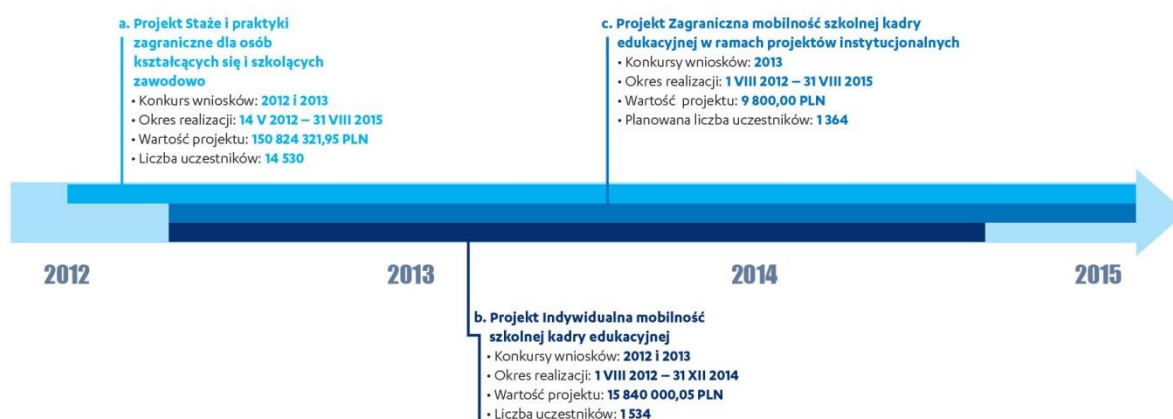 a. Projekt Staże i praktyki
zagraniczne dla osób
kształcących się i szkolących
zawodowo
• Konkurs wniosków: 2012 i 2013
• Okres realizacji: 14 V 2012 – 31 VIII 2015
• Wartość projektu: 150 824 321,95 PLN
• Liczba uczestników: 14 530
c. Projekt Zagraniczna mobilność szkolnej kadry
edukacyjnej w ramach projektów instytucjonalnych
• Konkursy wniosków: 2013
• Okres realizacji: 1 VIII 2012 – 31 VIII 2015
• Wartość projektu: 9 800,00 PLN
• Planowana liczba uczestników: 1 364
2012
2013
2014
2015
b. Projekt Indywidualna mobilność
szkolnej kadry edukacyjnej
• Konkursy wniosków: 2012 i 2013
• Okres realizacji: 1 VIII 2012 – 31 XII 2014
• Wartość projektu: 15 840 000,05 PLN
• Liczba uczestników: 1 534